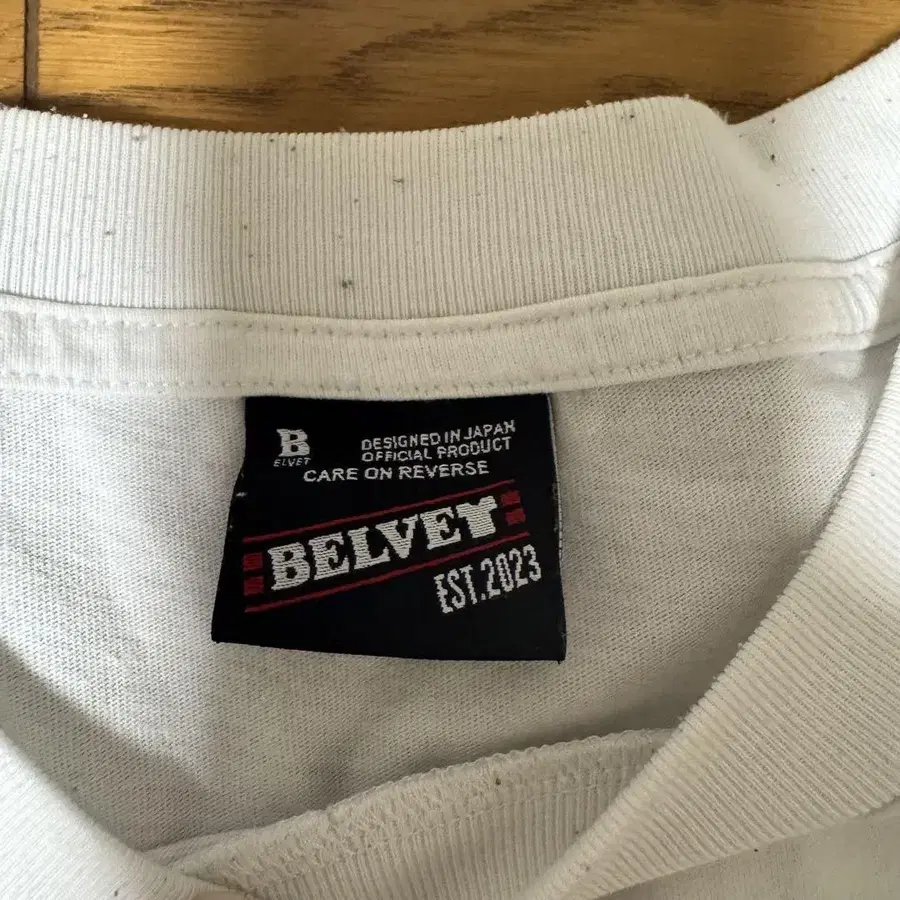 B
ELVET
DESIGNED IN JAPAN
OFFICIAL PRODUCT
CARE ON REVERSE
BELVET
EST.2023